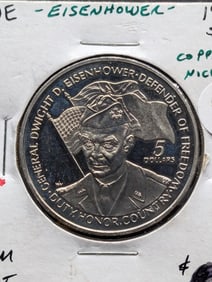 - EISENHOWER -
COPP
NICK
GENERAL DWIGHT D. EISENHOWER·DEFENDER OF FREEDOM
5
DOLLARS
·DUTY.HONOR.COUNTRY·